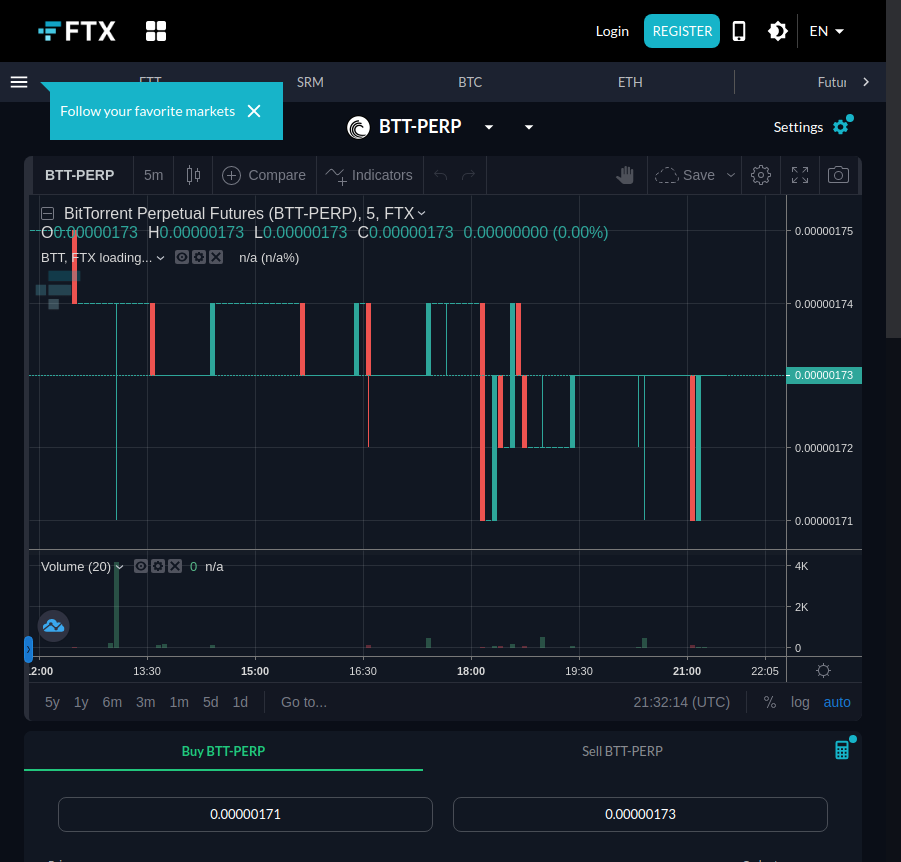 FTX
Login
REGISTER
EN
FTT
SRM
BTC
ETH
Futur
Follow your favorite markets
BTT-PERP
Settings
BTT-PERP
5m
Compare
Indicators
Save
BitTorrent Perpetual Futures (BTT-PERP), 5, FTX
O0.00000173 H0.00000173 L0.00000173 C0.00000173 0.00000000 (0.00%)
BTT, FTX loading... n/a (n/a%)
0.00000175
0.00000174
0.00000173
0.00000172
0.00000171
Volume (20) 0 n/a
4K
2K
0
2:00 13:30 15:00 16:30 18:00 19:30 21:00 22:05
5y 1y 6m 3m 1m 5d 1d Go to... 21:32:14 (UTC) % log auto
Buy BTT-PERP
Sell BTT-PERP
0.00000171
0.00000173